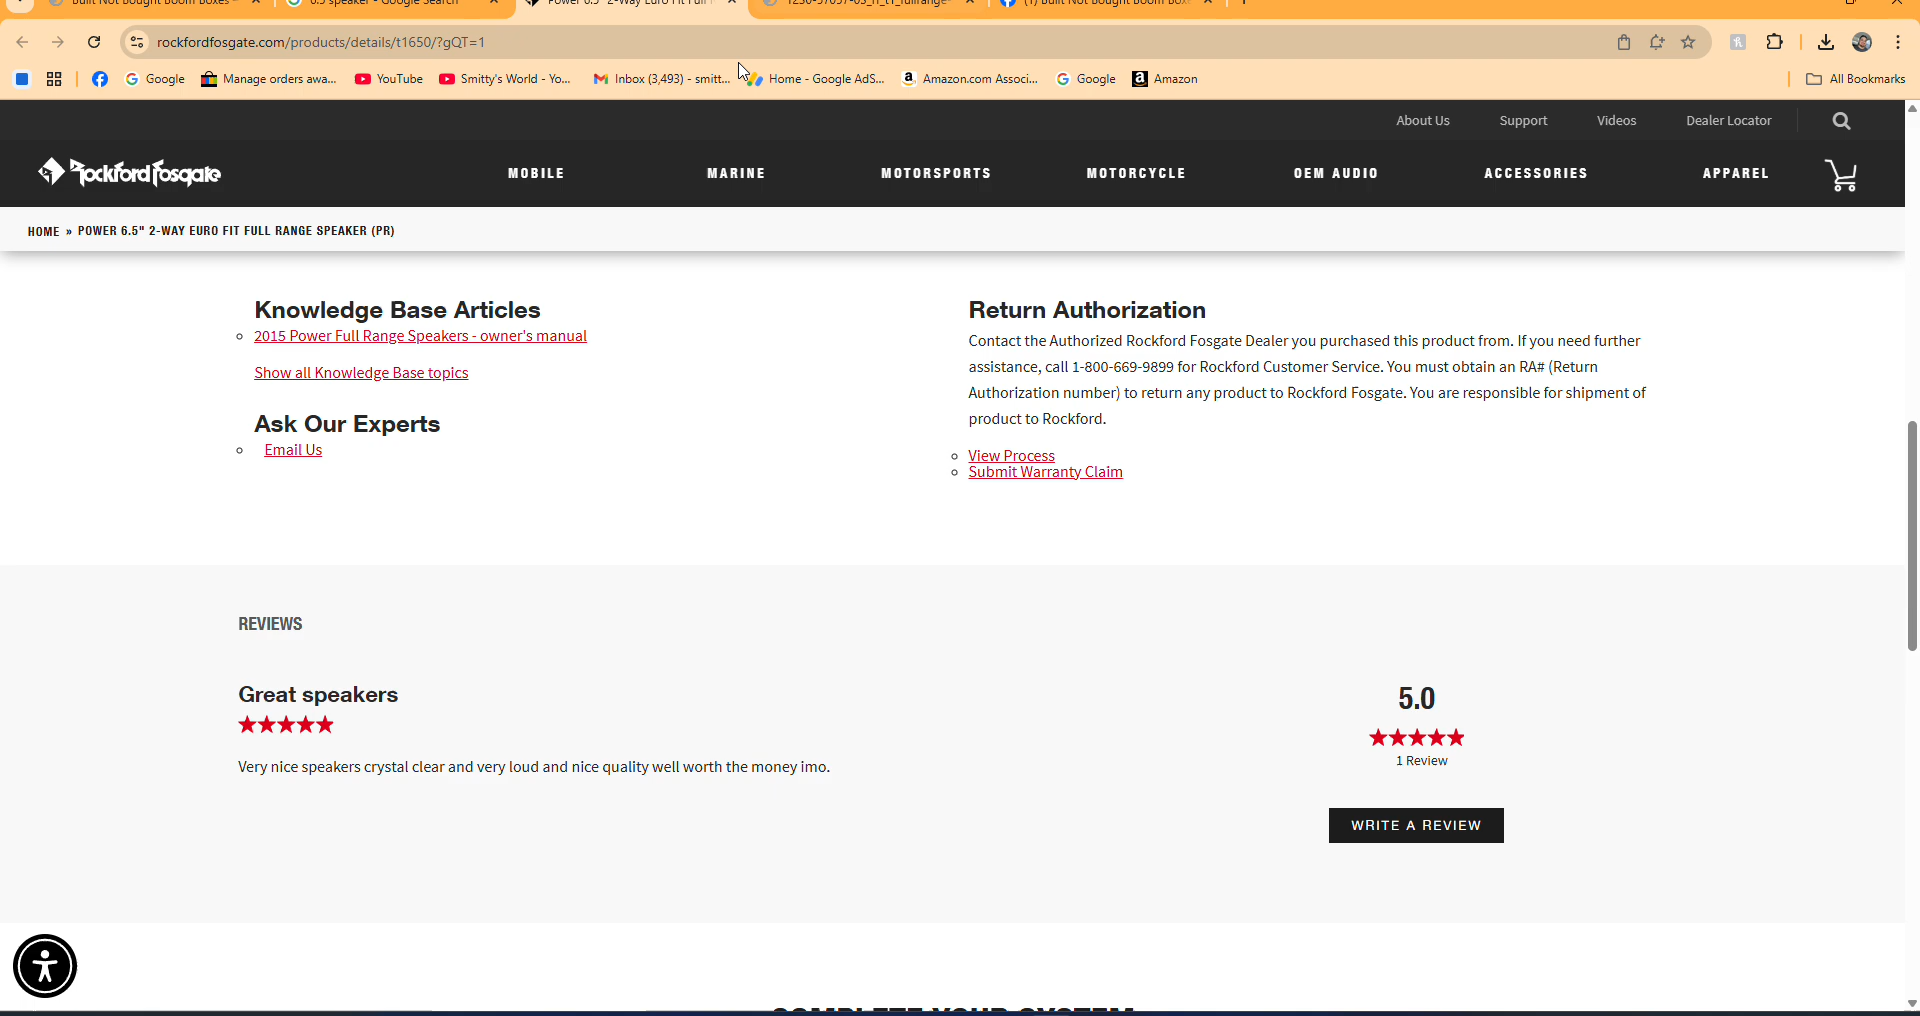 rockfordfosgate.com/products/details/t1650/?gQT=1
Google
Manage orders awa...
YouTube
Smitty's World - Yo...
Inbox (3,493) - smitt...
Home - Google AdS...
Amazon.com Associ...
Google
Amazon
All Bookmarks
About Us
Support
Videos
Dealer Locator
Rockford Fosgate
MOBILE
MARINE
MOTORSPORTS
MOTORCYCLE
OEM AUDIO
ACCESSORIES
APPAREL
HOME » POWER 6.5" 2-WAY EURO FIT FULL RANGE SPEAKER (PR)
Knowledge Base Articles
2015 Power Full Range Speakers - owner's manual
Show all Knowledge Base topics
Ask Our Experts
Email Us
Return Authorization
Contact the Authorized Rockford Fosgate Dealer you purchased this product from. If you need further
assistance, call 1-800-669-9899 for Rockford Customer Service. You must obtain an RA# (Return
Authorization number) to return any product to Rockford Fosgate. You are responsible for shipment of
product to Rockford.
View Process
Submit Warranty Claim
REVIEWS
Great speakers
Very nice speakers crystal clear and very loud and nice quality well worth the money imo.
5.0
1 Review
WRITE A REVIEW
COMPLETE YOUR SYSTEM